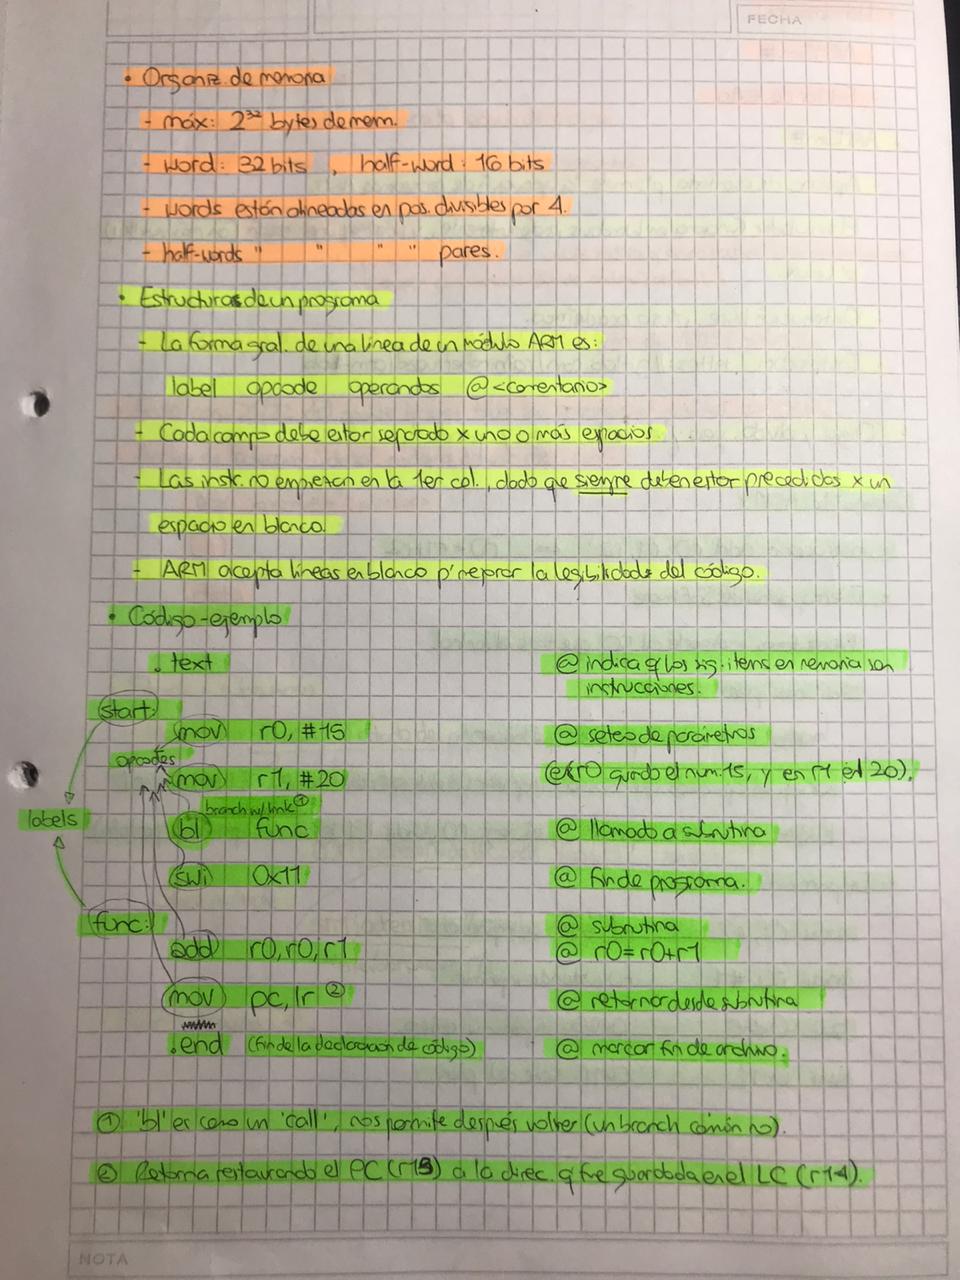 FECHA
• Organiz. de memoria
- máx: 2³² bytes de mem.
- word: 32 bits , half-word: 16 bits
- words están alineadas en pos. divisibles por 4.
- half-words " " " " pares.
• Estructuras de un programa
- La forma gral. de una línea de un módulo ARM es:
label opcode operandos @<comentario>
- Cada campo debe estar separado x uno o más espacios.
- Las instr. no empiezan en la 1er col., dado que siempre deben estar precedidas x un
espacio en blanco.
- ARM acepta líneas en blanco p'mejorar la legibilidade del código.
• Código-ejemplo
.text @ indica q los sig. items en memoria son
instrucciones.
start:
mov r0, #15 @ seteo de parámetros
opcodes
mov r1, #20 (en r0 guardo el num. 15, y en r1 el 20).
branch w/ link ①
labels
bl func @ llamado a subrutina
swi 0x11 @ fin de programa.
func: @ subrutina
add r0, r0, r1 @ r0=r0+r1
mov pc, lr ② @ retornar desde subrutina
.end (fin de la declaracion de código) @ marcar fin de archivo.
① 'bl' es como un 'call', nos permite después volver (un branch común no).
② Retorna restaurando el PC (r15) a la direc. q fue guardada en el LC (r14).
NOTA